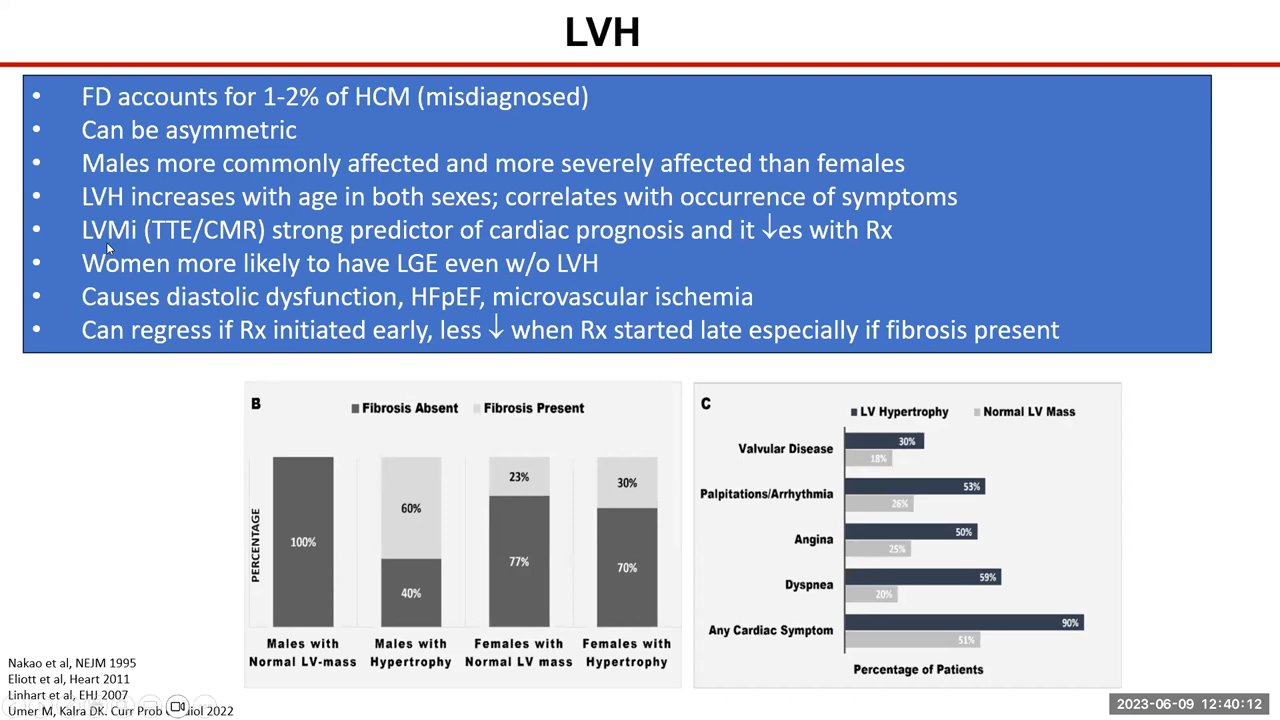 LVH
• FD accounts for 1-2% of HCM (misdiagnosed)
• Can be asymmetric
• Males more commonly affected and more severely affected than females
• LVH increases with age in both sexes; correlates with occurrence of symptoms
• LVMi (TTE/CMR) strong predictor of cardiac prognosis and it ↓es with Rx
• Women more likely to have LGE even w/o LVH
• Causes diastolic dysfunction, HFpEF, microvascular ischemia
• Can regress if Rx initiated early, less ↓ when Rx started late especially if fibrosis present
B
Fibrosis Absent Fibrosis Present
PERCENTAGE
100%
60%
40%
23%
77%
30%
70%
Males with
Normal LV-mass
Males with
Hypertrophy
Females with
Normal LV mass
Females with
Hypertrophy
C
LV Hypertrophy Normal LV Mass
Valvular Disease
30%
18%
Palpitations/Arrhythmia
53%
26%
Angina
50%
25%
Dyspnea
59%
20%
Any Cardiac Symptom
90%
51%
Percentage of Patients
Nakao et al, NEJM 1995
Eliott et al, Heart 2011
Linhart et al, EHJ 2007
Umer M, Kalra DK. Curr Prob diol 2022
2023-06-09 12:40:12